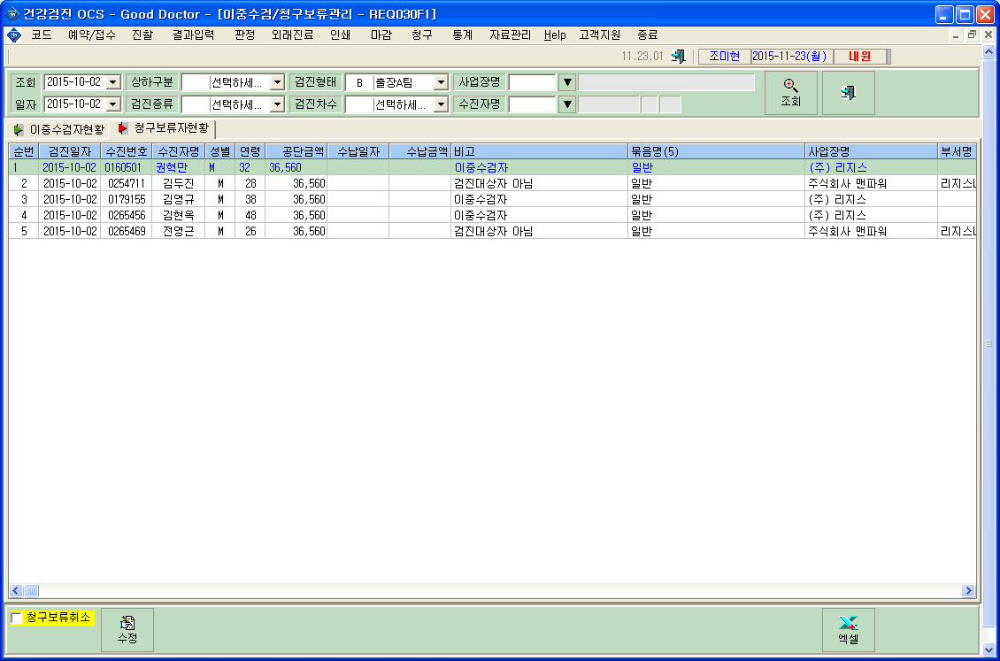 건강검진 OCS - Good Doctor - [이중수검/청구보류관리 - REQ030F1]
코드 예약/접수 진찰 결과입력 판정 외래진료 인쇄 마감 청구 통계 자료관리 Help 고객지원 종료
11.23.01 조미현 2015-11-23(월) 내원
조회 2015-10-02 상하구분 선택하세... 검진형태 B 출장A팀 사업장명 ▼
일자 2015-10-02 검진종류 선택하세... 검진차수 선택하세... 수진자명 ▼
조회
이중수검자현황 청구보류자현황
순번 검진일자 수진번호 수진자명 성별 연령 공단금액 수납일자 수납금액 비고 묶음명(5) 사업장명 부서명
1 2015-10-02 0160501 권혁만 M 32 36,560 이중수검자 일반 (주) 리지스
2 2015-10-02 0254711 김두진 M 28 36,560 검진대상자 아님 일반 주식회사 맨파워 리지스
3 2015-10-02 0179155 김영규 M 38 36,560 이중수검자 일반 (주) 리지스
4 2015-10-02 0265456 김현옥 M 48 36,560 이중수검자 일반 (주) 리지스
5 2015-10-02 0265469 전영근 M 26 36,560 검진대상자 아님 일반 주식회사 맨파워 리지스
청구보류취소 수정 엑셀